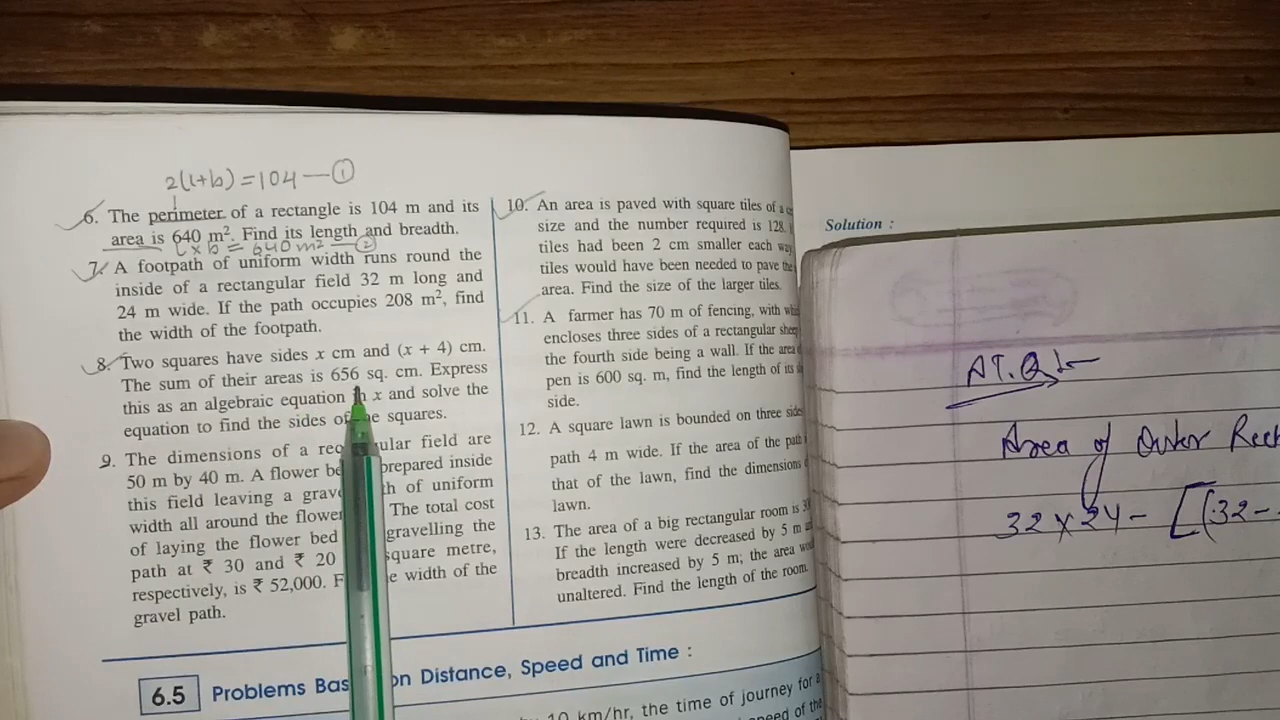 2(l+b) = 104 — ①
6. The perimeter of a rectangle is 104 m and its
area is 640 m². Find its length and breadth.
l × b = 640 m² — ②
7. A footpath of uniform width runs round the
inside of a rectangular field 32 m long and
24 m wide. If the path occupies 208 m², find
the width of the footpath.
8. Two squares have sides x cm and (x + 4) cm.
The sum of their areas is 656 sq. cm. Express
this as an algebraic equation x and solve the
equation to find the sides of squares.
9. The dimensions of a field are
50 m by 40 m. A flower prepared inside
this field leaving a of uniform
width all around the The total cost
of laying the flower bed gravelling the
path at ₹ 30 and ₹ 20 square metre,
respectively, is ₹ 52,000. width of the
gravel path.
10. An area is paved with square tiles of a
size and the number required is 128.
tiles had been 2 cm smaller each way
tiles would have been needed to pave the
area. Find the size of the larger tiles.
11. A farmer has 70 m of fencing, with
encloses three sides of a rectangular
the fourth side being a wall. If the area
pen is 600 sq. m, find the length of its
side.
12. A square lawn is bounded on three sides
path 4 m wide. If the area of the path
that of the lawn, find the dimensions
lawn.
13. The area of a big rectangular room is
If the length were decreased by 5 m
breadth increased by 5 m; the area
unaltered. Find the length of the room.
6.5 Problems on Distance, Speed and Time :
10 km/hr, the time of journey for a
speed of the
Solution :
AT.Q :-
Area of Outer Rect
32 × 24 - [(32 -